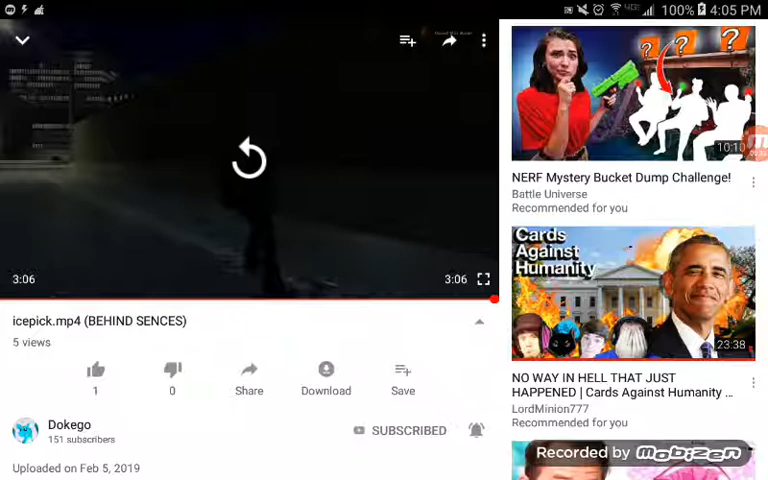 100% 4:05 PM
3:06
3:06
icepick.mp4 (BEHIND SENCES)
5 views
1
0
Share
Download
Save
Dokego
151 subscribers
SUBSCRIBED
Uploaded on Feb 5, 2019
? ? ?
10:10
NERF Mystery Bucket Dump Challenge!
Battle Universe
Recommended for you
Cards
Against
Humanity
23:38
NO WAY IN HELL THAT JUST
HAPPENED | Cards Against Humanity ...
LordMinion777
Recommended for you
Recorded by mobizen